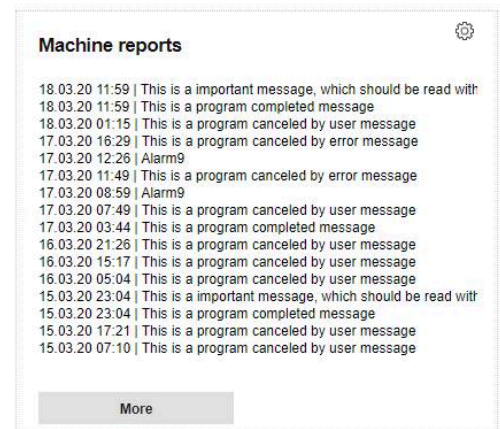 Machine reports
18.03.20 11:59 | This is a important message, which should be read with
18.03.20 11:59 | This is a program completed message
18.03.20 01:15 | This is a program canceled by user message
17.03.20 16:29 | This is a program canceled by error message
17.03.20 12:26 | Alarm9
17.03.20 11:49 | This is a program canceled by error message
17.03.20 08:59 | Alarm9
17.03.20 07:49 | This is a program canceled by user message
17.03.20 03:44 | This is a program completed message
16.03.20 21:26 | This is a program canceled by user message
16.03.20 15:17 | This is a program canceled by user message
16.03.20 05:04 | This is a program canceled by user message
15.03.20 23:04 | This is a important message, which should be read with
15.03.20 23:04 | This is a program completed message
15.03.20 17:21 | This is a program canceled by user message
15.03.20 07:10 | This is a program canceled by user message
More